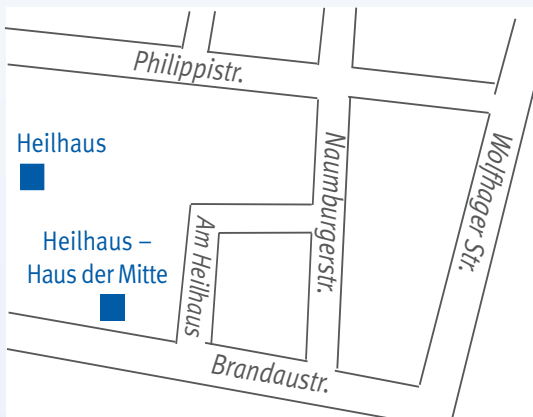 Philippistr.
Heilhaus
Naumburgerstr.
Wolfhager Str.
Heilhaus –
Haus der Mitte
Am Heilhaus
Brandaustr.